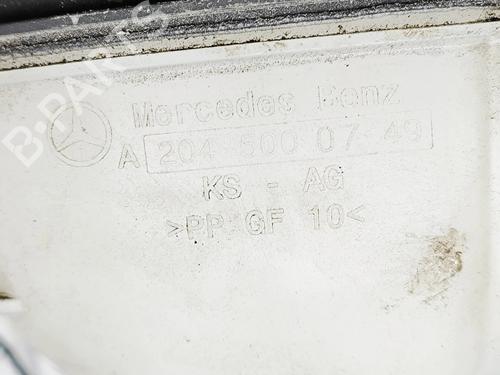 B-PARTS
Mercedes Benz
A 204 500 07 49
KS - AG
>PP GF 10<